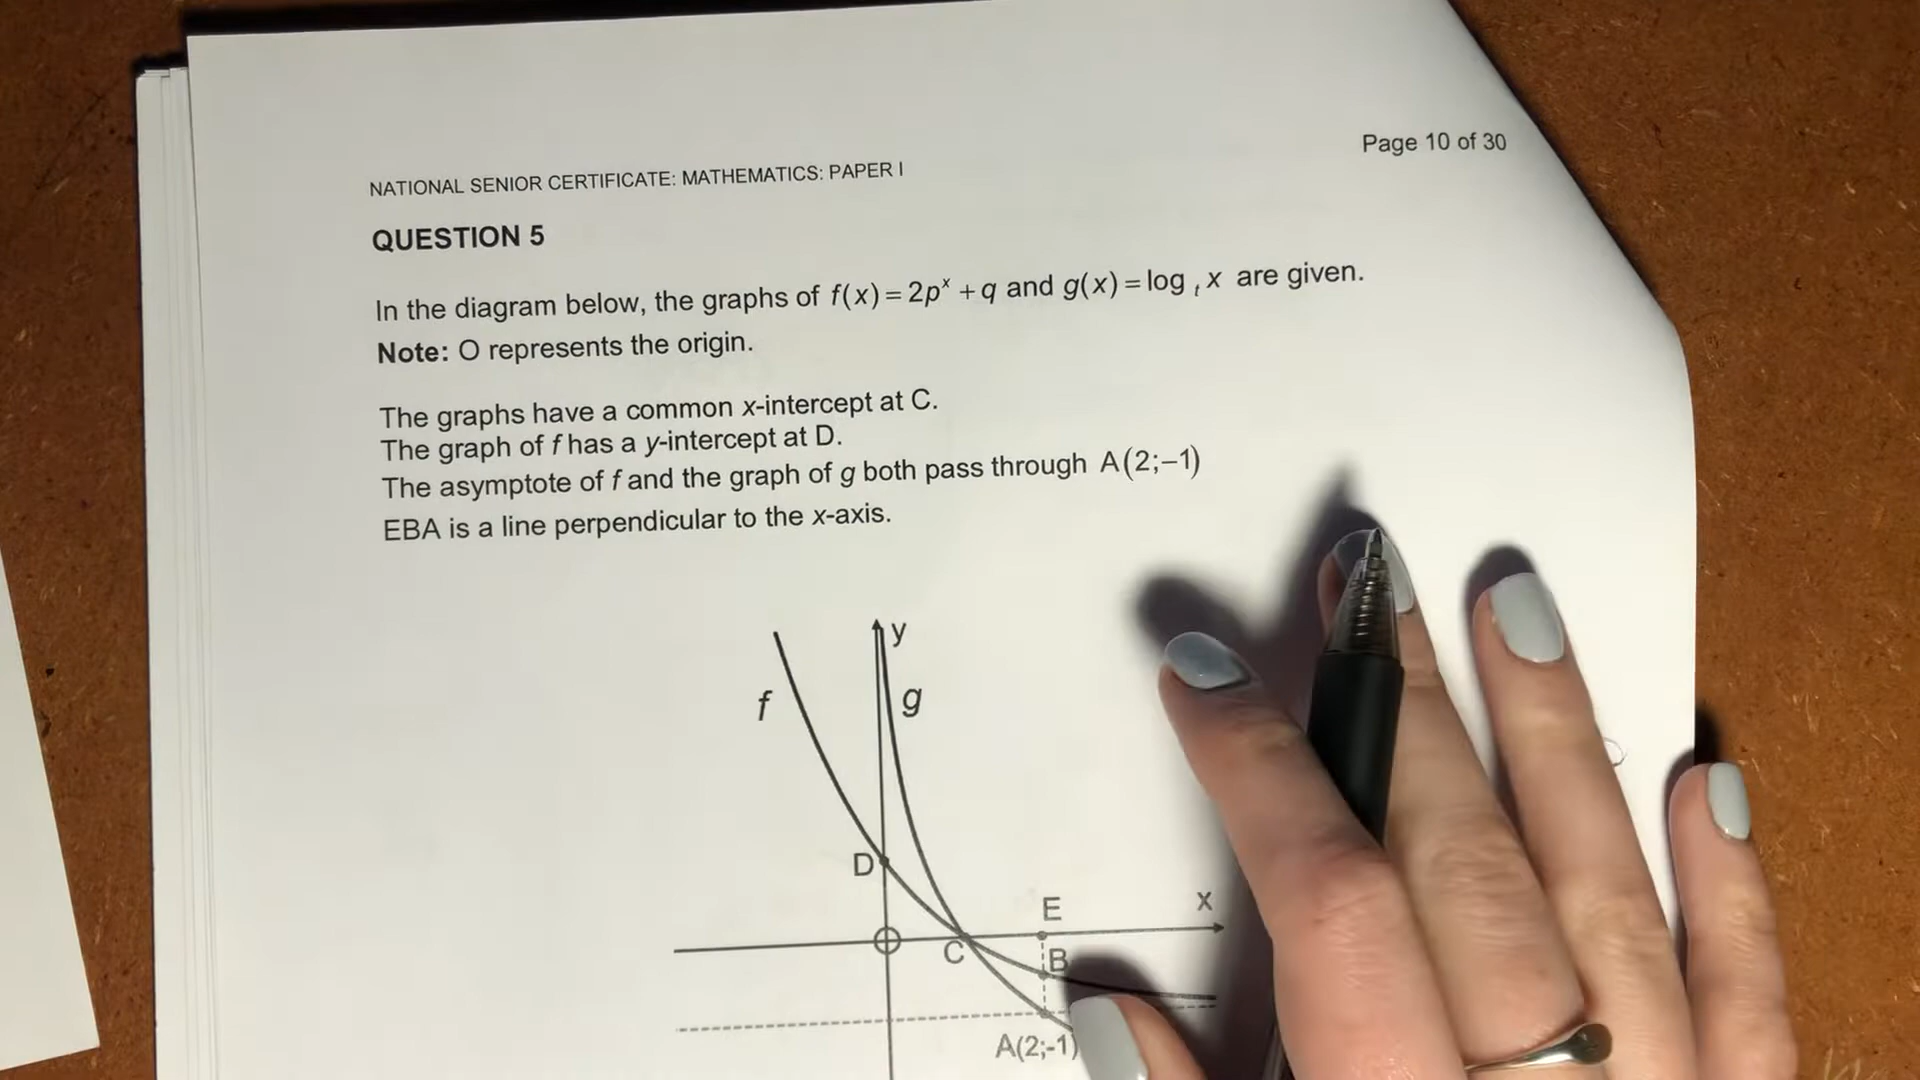 Page 10 of 30
NATIONAL SENIOR CERTIFICATE: MATHEMATICS: PAPER I
QUESTION 5
In the diagram below, the graphs of f(x) = 2pˣ + q and g(x) = log ₜ x are given.
Note: O represents the origin.
The graphs have a common x-intercept at C.
The graph of f has a y-intercept at D.
The asymptote of f and the graph of g both pass through A(2;−1)
EBA is a line perpendicular to the x-axis.
y
f
g
D
E
x
C
B
A(2;-1)